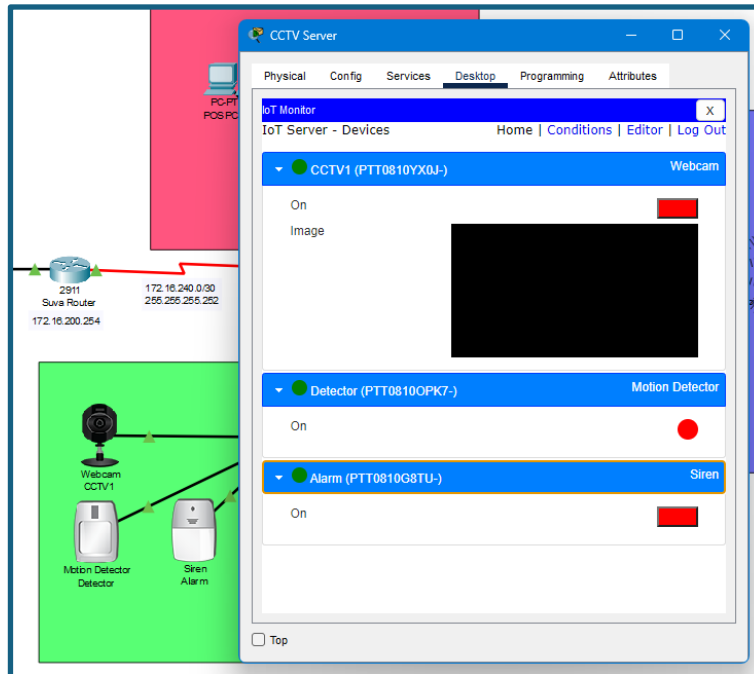 CCTV Server
Physical Config Services Desktop Programming Attributes
IoT Monitor X
IoT Server - Devices Home | Conditions | Editor | Log Out
CCTV1 (PTT0810YX0J-) Webcam
On
Image
Detector (PTT0810OPK7-) Motion Detector
On
Alarm (PTT0810G8TU-) Siren
On
Top
PC-PT
POS PC
2911
Suva Router
172.16.200.254
172.16.240.0/30
255.255.255.252
Webcam
CCTV1
Motion Detector
Detector
Siren
Alarm